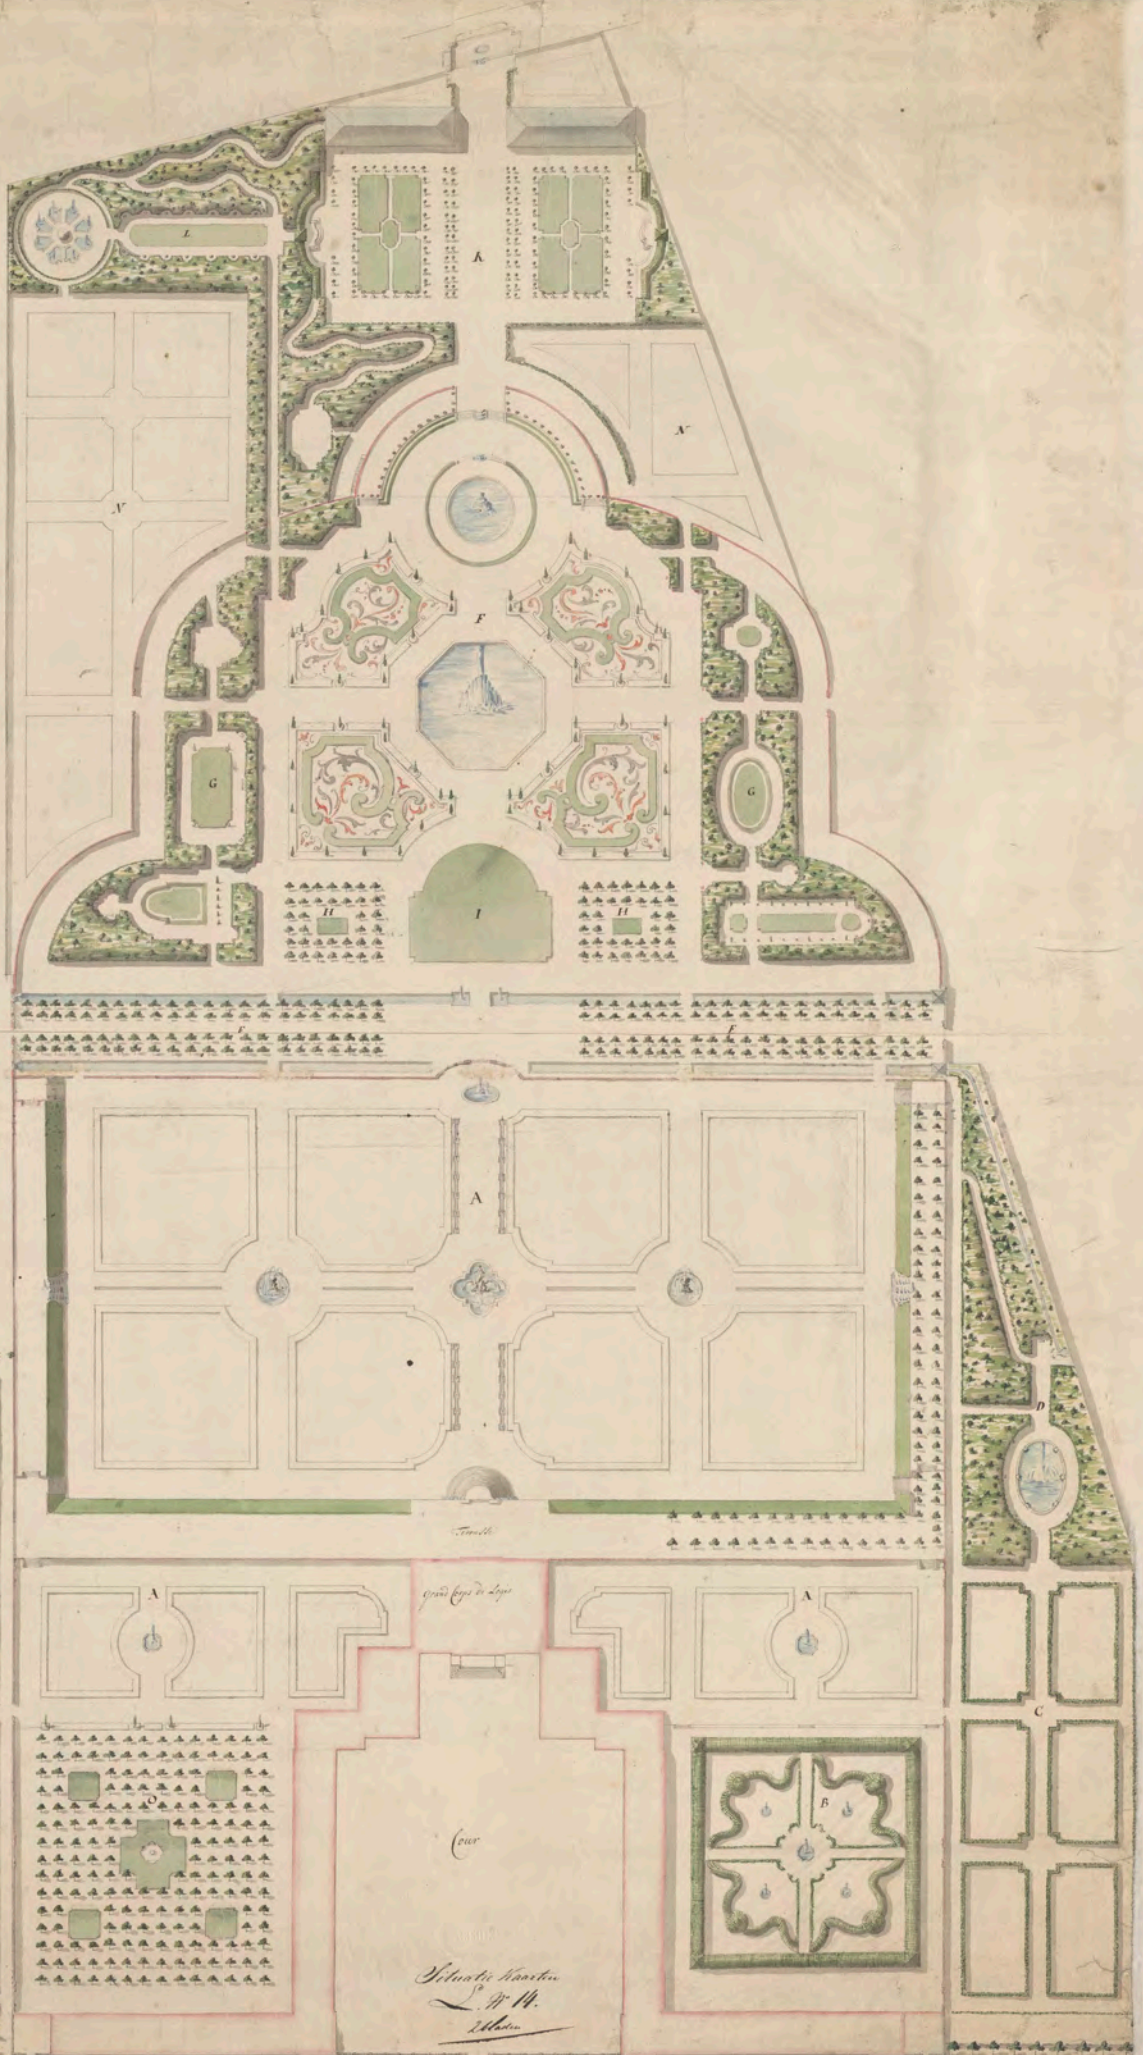 L
K
N
N
F
G
G
H
H
I
E
F
A
D
Terrasse
Grand Corps de Logis
A
A
C
O
B
Cour
Situatie Kaarten
L. N 14.
2 bladen